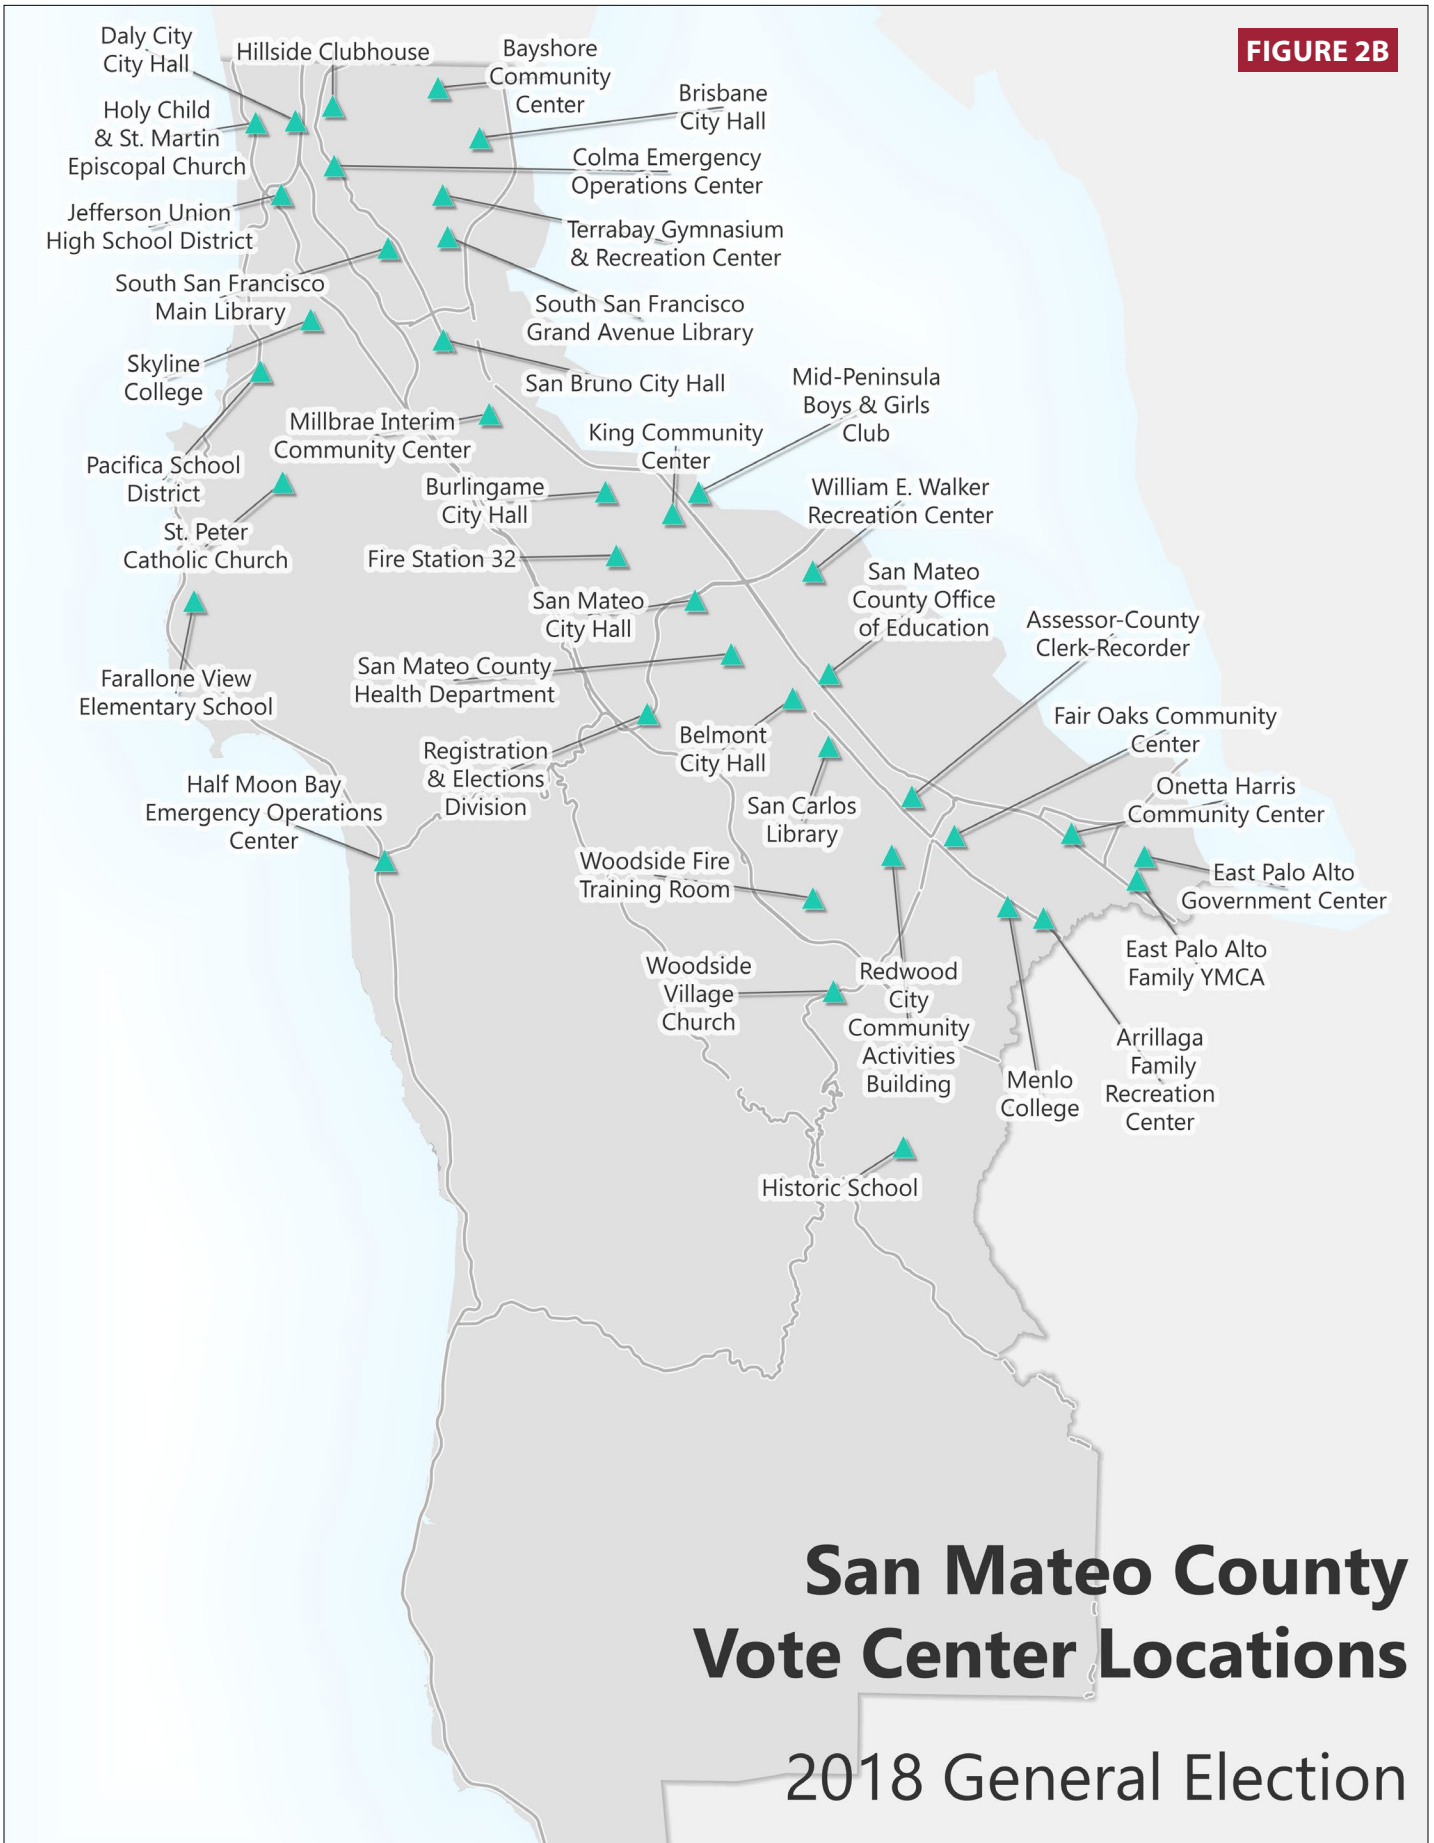 FIGURE 2B
Daly City
City Hall
Hillside Clubhouse
Bayshore
Community
Center
Brisbane
City Hall
Holy Child
& St. Martin
Episcopal Church
Colma Emergency
Operations Center
Jefferson Union
High School District
Terrabay Gymnasium
& Recreation Center
South San Francisco
Main Library
South San Francisco
Grand Avenue Library
Skyline
College
San Bruno City Hall
Mid-Peninsula
Boys & Girls
Club
Millbrae Interim
Community Center
King Community
Center
Pacifica School
District
Burlingame
City Hall
William E. Walker
Recreation Center
St. Peter
Catholic Church
Fire Station 32
San Mateo
County Office
of Education
San Mateo
City Hall
Assessor-County
Clerk-Recorder
Farallone View
Elementary School
San Mateo County
Health Department
Fair Oaks Community
Center
Registration
& Elections
Division
Belmont
City Hall
Half Moon Bay
Emergency Operations
Center
San Carlos
Library
Onetta Harris
Community Center
Woodside Fire
Training Room
East Palo Alto
Government Center
East Palo Alto
Family YMCA
Woodside
Village
Church
Redwood
City
Community
Activities
Building
Menlo
College
Arrillaga
Family
Recreation
Center
Historic School
San Mateo County
Vote Center Locations
2018 General Election